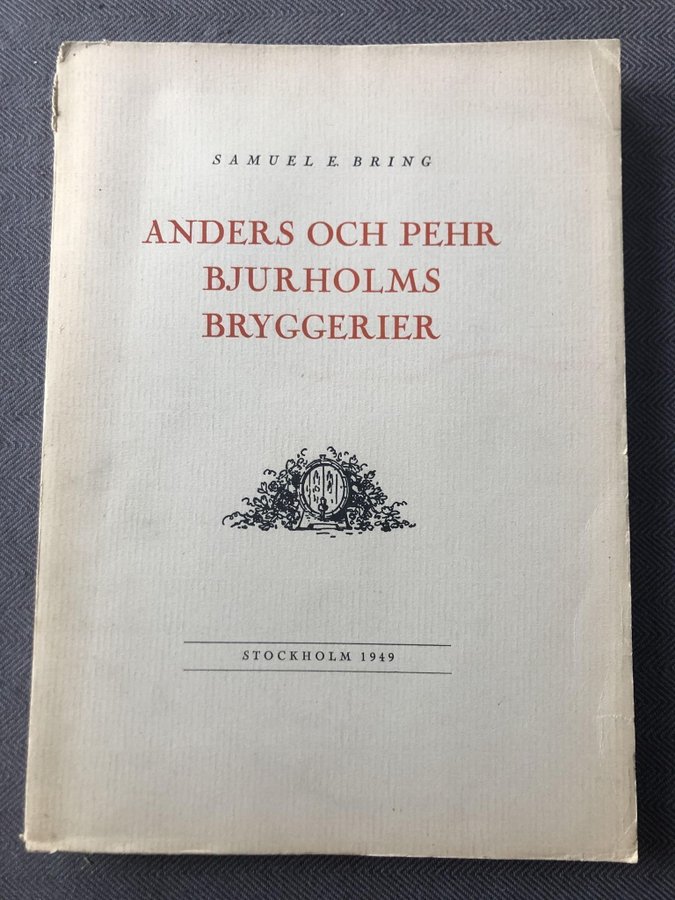 SAMUEL E. BRING
ANDERS OCH PEHR
BJURHOLMS
BRYGGERIER
STOCKHOLM 1949